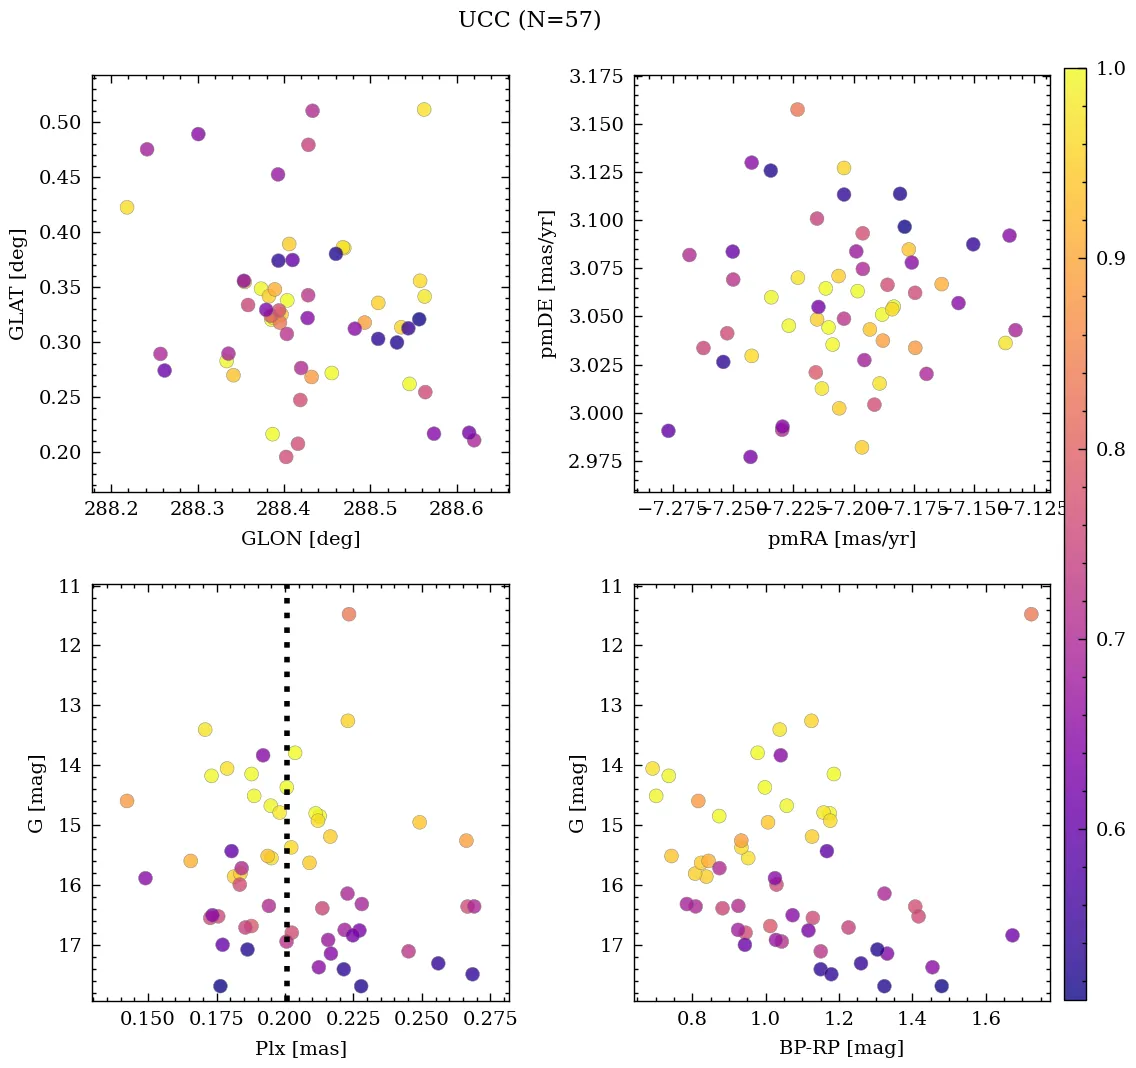 UCC (N=57)
0.50
0.45
0.40
0.35
0.30
0.25
0.20
GLAT [deg]
288.2 288.3 288.4 288.5 288.6
GLON [deg]
3.175
3.150
3.125
3.100
3.075
3.050
3.025
3.000
2.975
pmDE [mas/yr]
−7.275 −7.250 −7.225 −7.200 −7.175 −7.150 −7.125
pmRA [mas/yr]
11
12
13
14
15
16
17
G [mag]
0.150 0.175 0.200 0.225 0.250 0.275
Plx [mas]
11
12
13
14
15
16
17
G [mag]
0.8 1.0 1.2 1.4 1.6
BP-RP [mag]
1.0
0.9
0.8
0.7
0.6